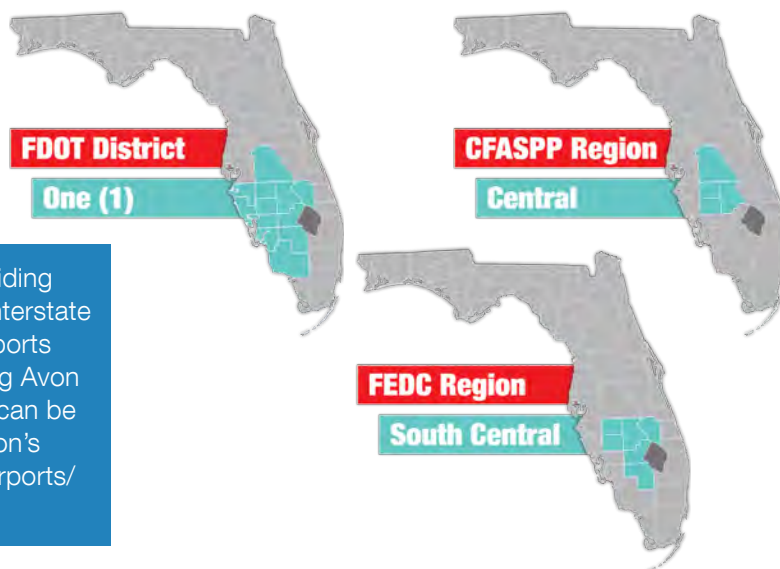 FDOT District
One (1)
CFASPP Region
Central
iding
nterstate
ports
g Avon
can be
on's
rports/
FEDC Region
South Central